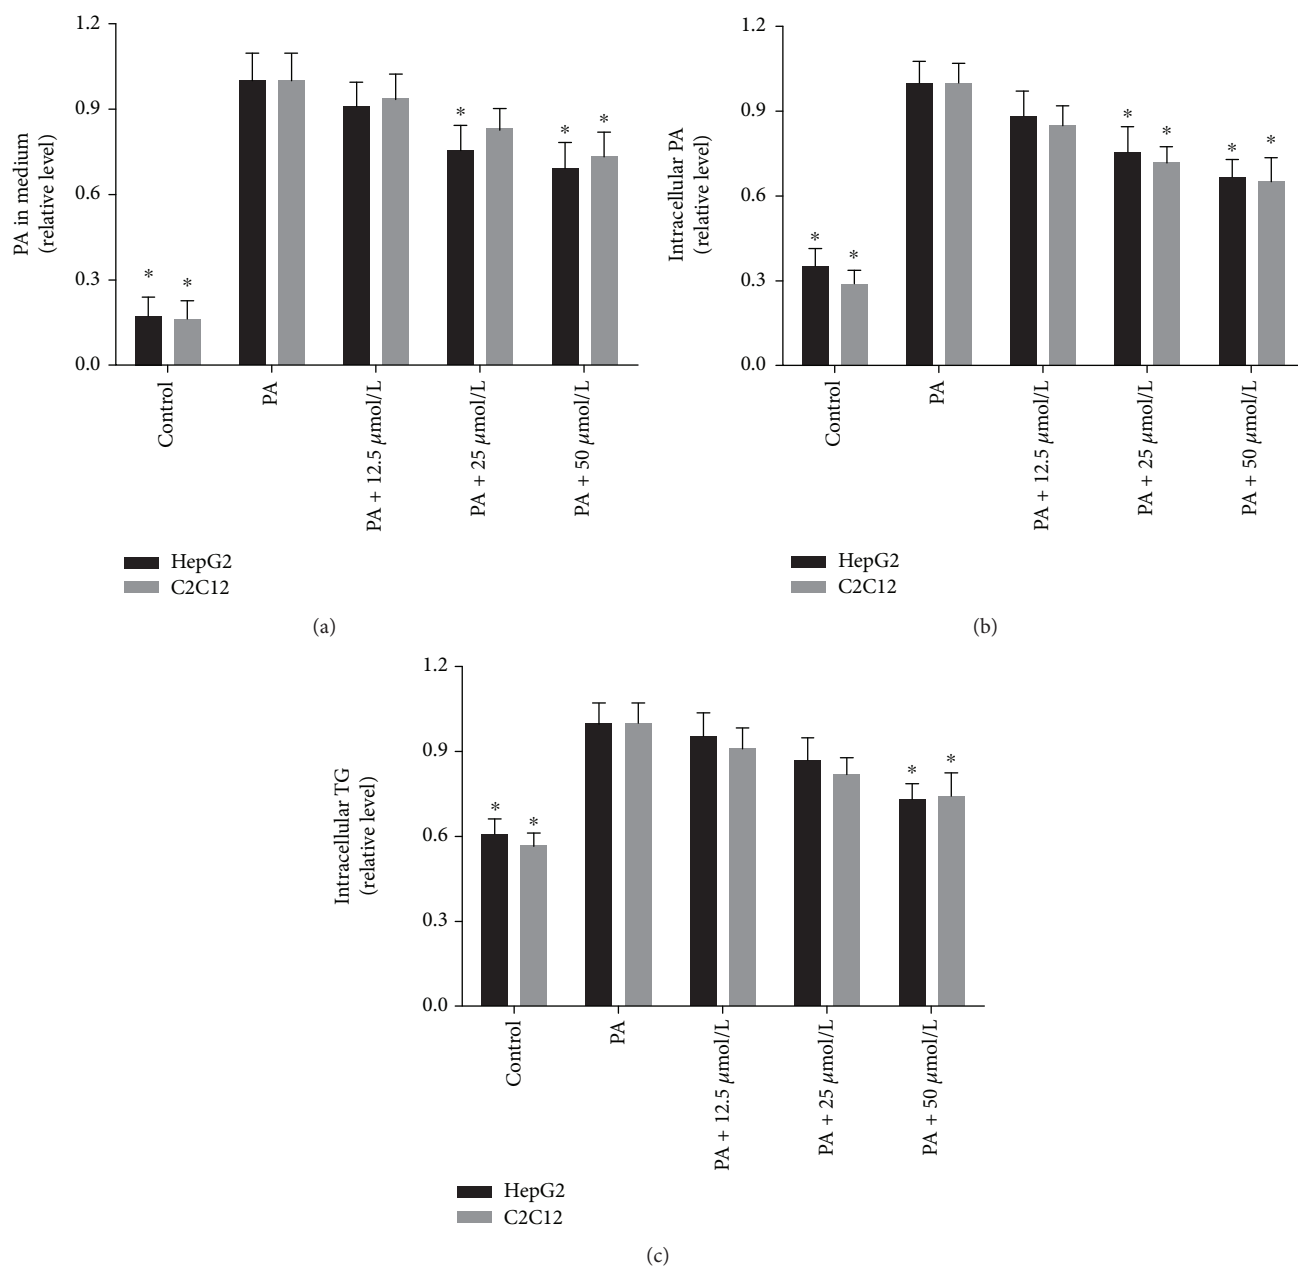 1.2
0.9
0.6
0.3
0.0
PA in medium
(relative level)
*
*
*
*
*
Control
PA
PA + 12.5 μmol/L
PA + 25 μmol/L
PA + 50 μmol/L
HepG2
C2C12
(a)
1.2
0.9
0.6
0.3
0.0
Intracellular PA
(relative level)
*
*
*
*
*
*
Control
PA
PA + 12.5 μmol/L
PA + 25 μmol/L
PA + 50 μmol/L
HepG2
C2C12
(b)
1.2
0.9
0.6
0.3
0.0
Intracellular TG
(relative level)
*
*
*
*
Control
PA
PA + 12.5 μmol/L
PA + 25 μmol/L
PA + 50 μmol/L
HepG2
C2C12
(c)